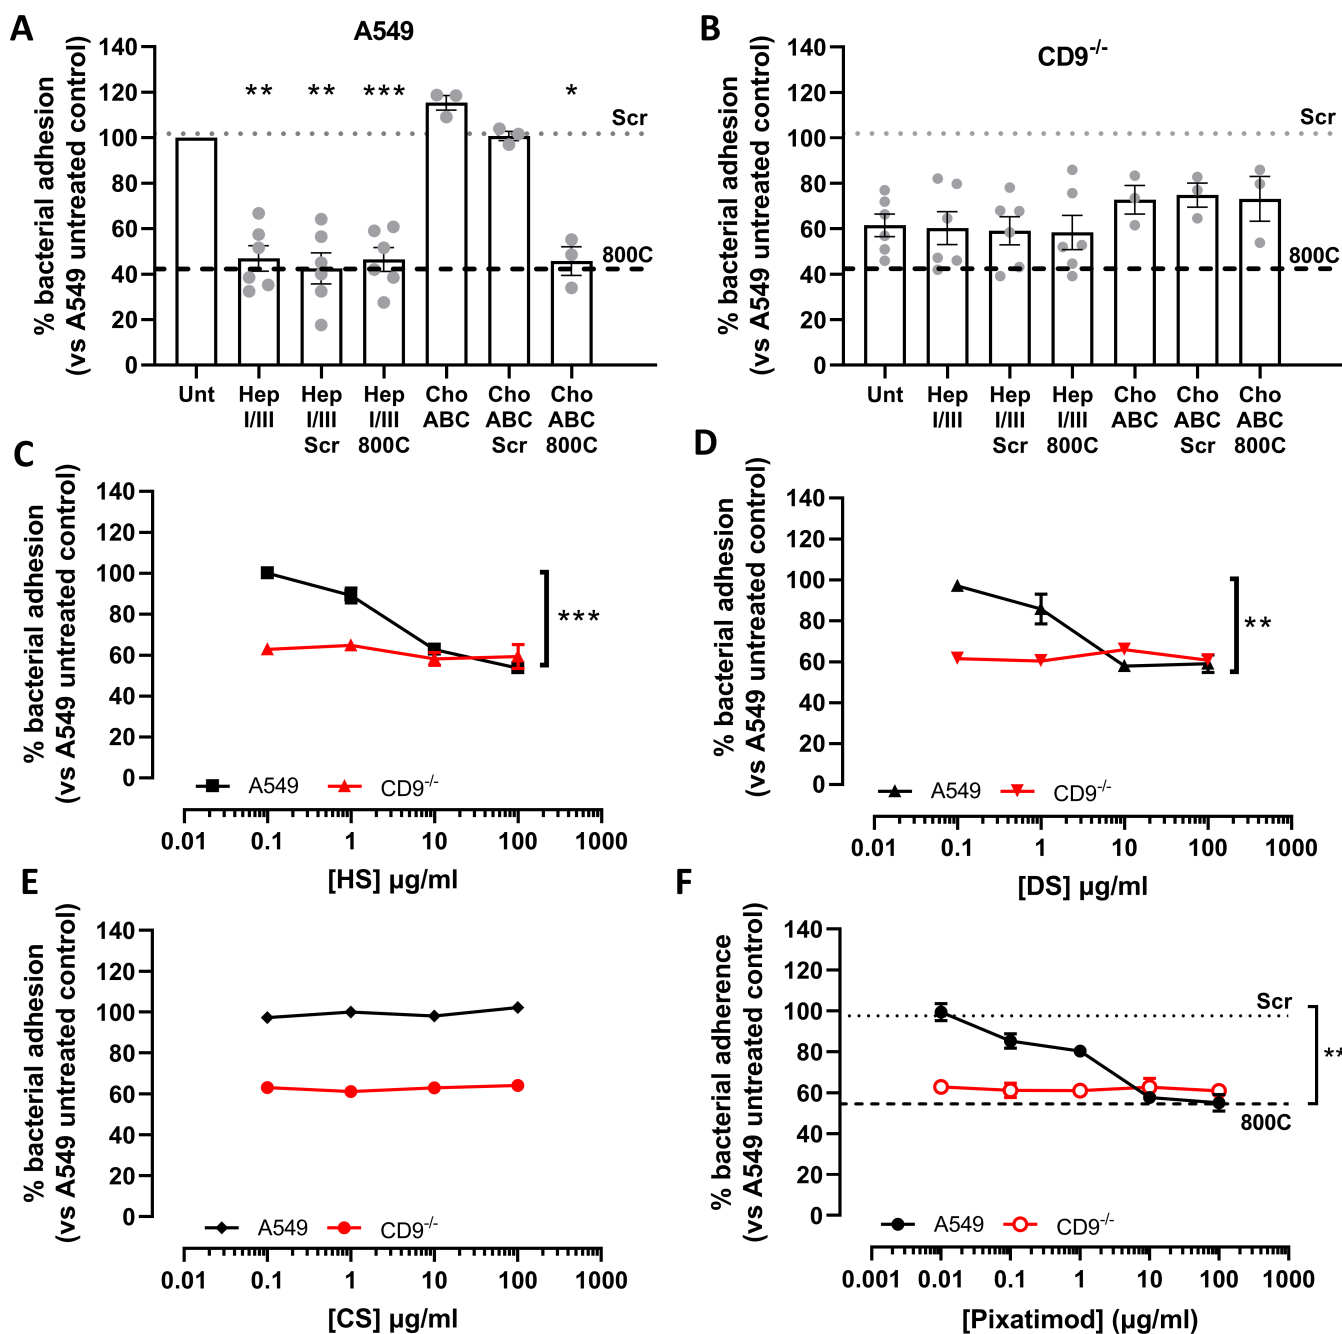 A
A549
% bacterial adhesion
(vs A549 untreated control)
140
120
100
80
60
40
20
0
** ** *** *
Scr
800C
Unt Hep Hep Hep Cho Cho Cho
I/III I/III I/III ABC ABC ABC
Scr 800C Scr 800C
B
CD9-/-
% bacterial adhesion
(vs A549 untreated control)
140
120
100
80
60
40
20
0
Scr
800C
Unt Hep Hep Hep Cho Cho Cho
I/III I/III I/III ABC ABC ABC
Scr 800C Scr 800C
C
% bacterial adhesion
(vs A549 untreated control)
140
120
100
80
60
40
20
0
***
A549 CD9-/-
0.01 0.1 1 10 100 1000
[HS] µg/ml
D
% bacterial adhesion
(vs A549 untreated control)
140
120
100
80
60
40
20
0
**
A549 CD9-/-
0.01 0.1 1 10 100 1000
[DS] µg/ml
E
% bacterial adhesion
(vs A549 untreated control)
140
120
100
80
60
40
20
0
A549 CD9-/-
0.01 0.1 1 10 100 1000
[CS] µg/ml
F
% bacterial adherence
(vs A549 untreated control)
140
120
100
80
60
40
20
0
Scr
**
800C
A549 CD9-/-
0.001 0.01 0.1 1 10 100 1000
[Pixatimod] (µg/ml)